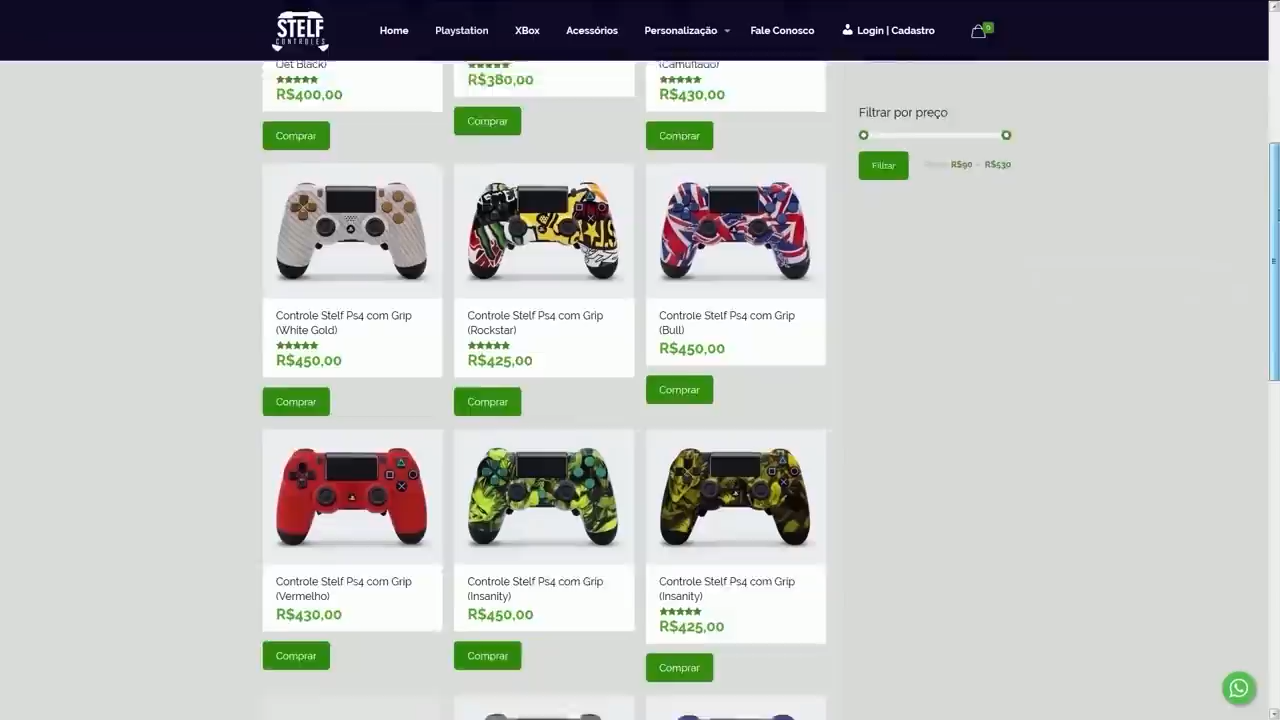 STELF
CONTROLES
Home
Playstation
XBox
Acessórios
Personalização
Fale Conosco
Login | Cadastro
0
(Jet Black)
R$400,00
Comprar
R$380,00
Comprar
(Camuflado)
R$430,00
Comprar
Filtrar por preço
Filtrar
R$90 — R$530
Controle Stelf Ps4 com Grip
(White Gold)
R$450,00
Comprar
Controle Stelf Ps4 com Grip
(Rockstar)
R$425,00
Comprar
Controle Stelf Ps4 com Grip
(Bull)
R$450,00
Comprar
Controle Stelf Ps4 com Grip
(Vermelho)
R$430,00
Comprar
Controle Stelf Ps4 com Grip
(Insanity)
R$450,00
Comprar
Controle Stelf Ps4 com Grip
(Insanity)
R$425,00
Comprar